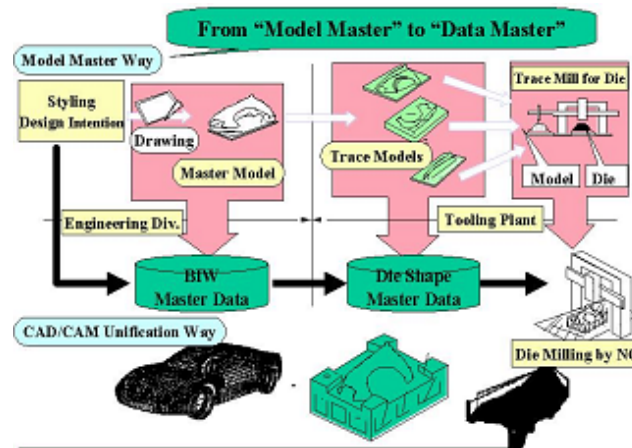 From “Model Master” to “Data Master”
Model Master Way
Styling
Design Intention
Drawing
Master Model
Trace Models
Trace Mill for Die
Model
Die
Engineering Div.
Tooling Plant
BIW
Master Data
Die Shape
Master Data
CAD/CAM Unification Way
Die Milling by NC